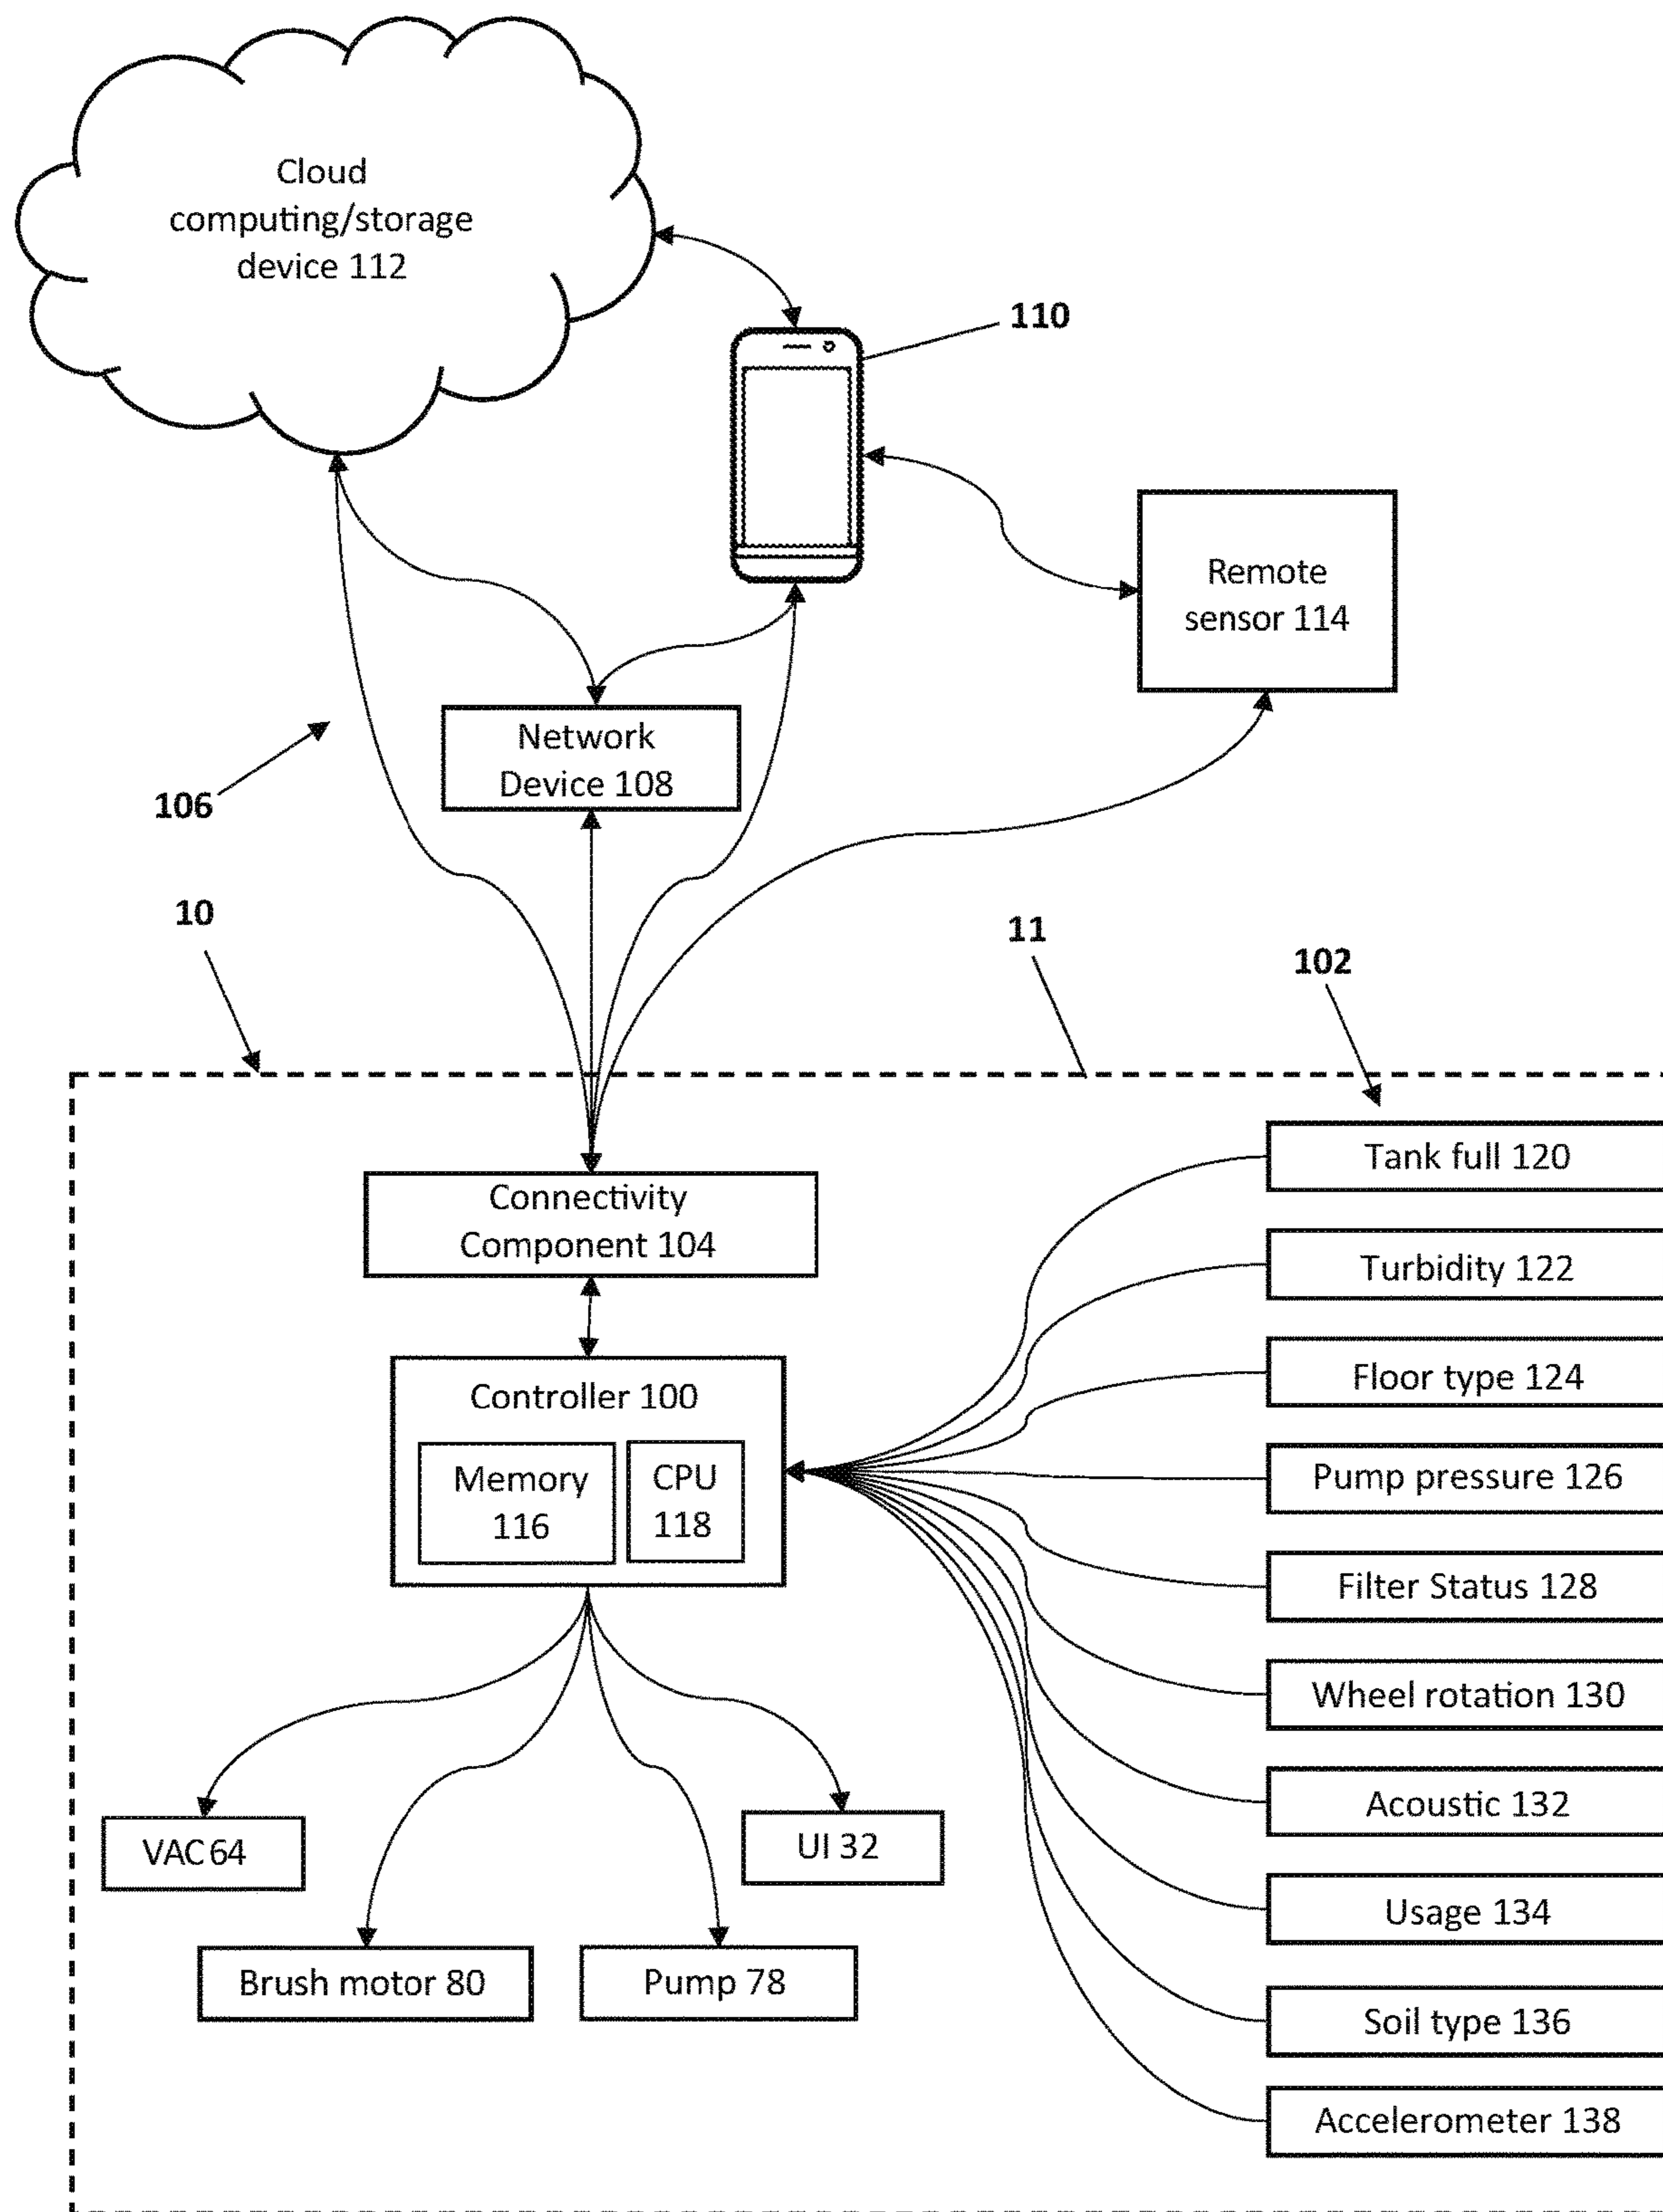 Cloud
computing/storage
device 112
110
Remote
sensor 114
Network
Device 108
106
10
11
102
Connectivity
Component 104
Controller 100
Memory
116
CPU
118
VAC 64
UI 32
Brush motor 80
Pump 78
Tank full 120
Turbidity 122
Floor type 124
Pump pressure 126
Filter Status 128
Wheel rotation 130
Acoustic 132
Usage 134
Soil type 136
Accelerometer 138